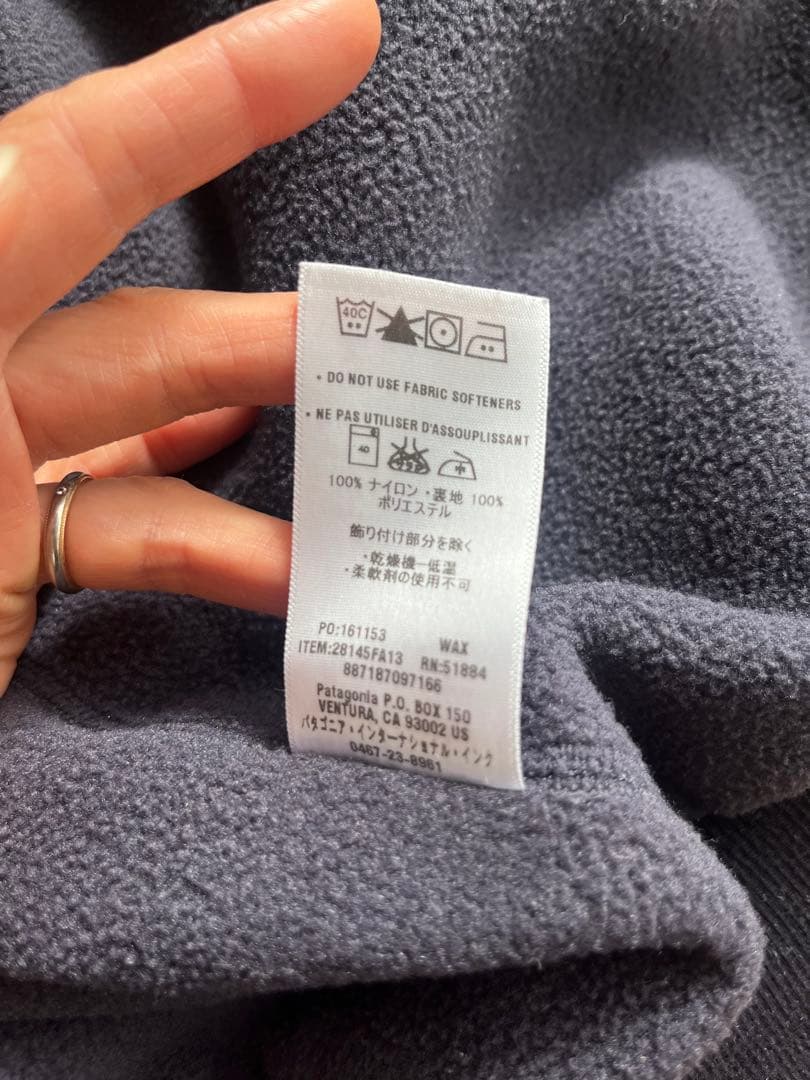 40C
• DO NOT USE FABRIC SOFTENERS
• NE PAS UTILISER D'ASSOUPLISSANT
40
中
100% ナイロン・裏地 100%
ポリエステル
飾り付け部分を除く
・乾燥機一低温
・柔軟剤の使用不可
PO:161153 WAX
ITEM:28145FA13 RN:51884
887187097166
Patagonia P.O. BOX 150
VENTURA, CA 93002 US
パタゴニア・インターナショナル・インク
0467-23-8961